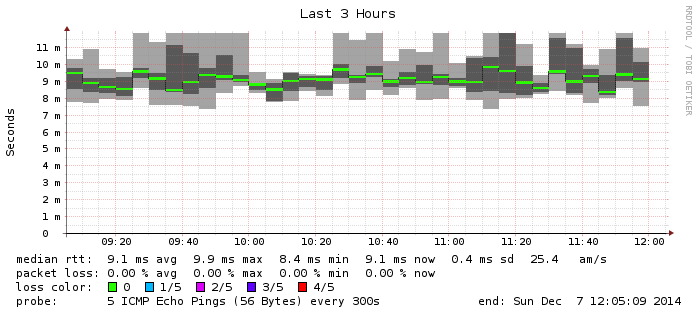 Last 3 Hours
RRDTOOL / TOBI OETIKER
Seconds
11 m
10 m
9 m
8 m
7 m
6 m
5 m
4 m
3 m
2 m
1 m
0
09:20 09:40 10:00 10:20 10:40 11:00 11:20 11:40 12:00
median rtt: 9.1 ms avg 9.9 ms max 8.4 ms min 9.1 ms now 0.4 ms sd 25.4 am/s
packet loss: 0.00 % avg 0.00 % max 0.00 % min 0.00 % now
loss color: 0 1/5 2/5 3/5 4/5
probe: 5 ICMP Echo Pings (56 Bytes) every 300s end: Sun Dec 7 12:05:09 2014